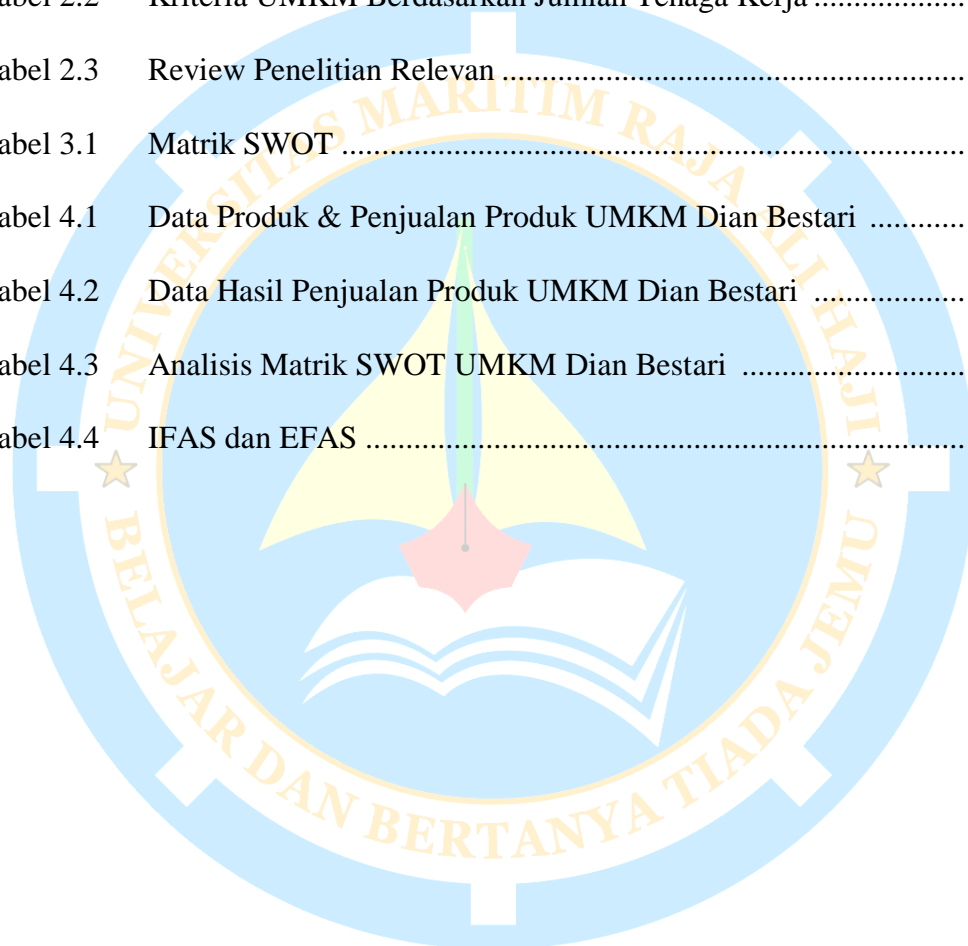 abel 2.2 Kriteria UMKM Berdasarkan Jumlah Tenaga Kerja ...................
abel 2.3 Review Penelitian Relevan ..........................................................
abel 3.1 Matrik SWOT ..............................................................................
abel 4.1 Data Produk & Penjualan Produk UMKM Dian Bestari ............
abel 4.2 Data Hasil Penjualan Produk UMKM Dian Bestari ...................
abel 4.3 Analisis Matrik SWOT UMKM Dian Bestari ............................
abel 4.4 IFAS dan EFAS ...........................................................................
UNIVERSITAS MARITIM RAJA ALI HAJI
BELAJAR DAN BERTANYA TIADA JEMU